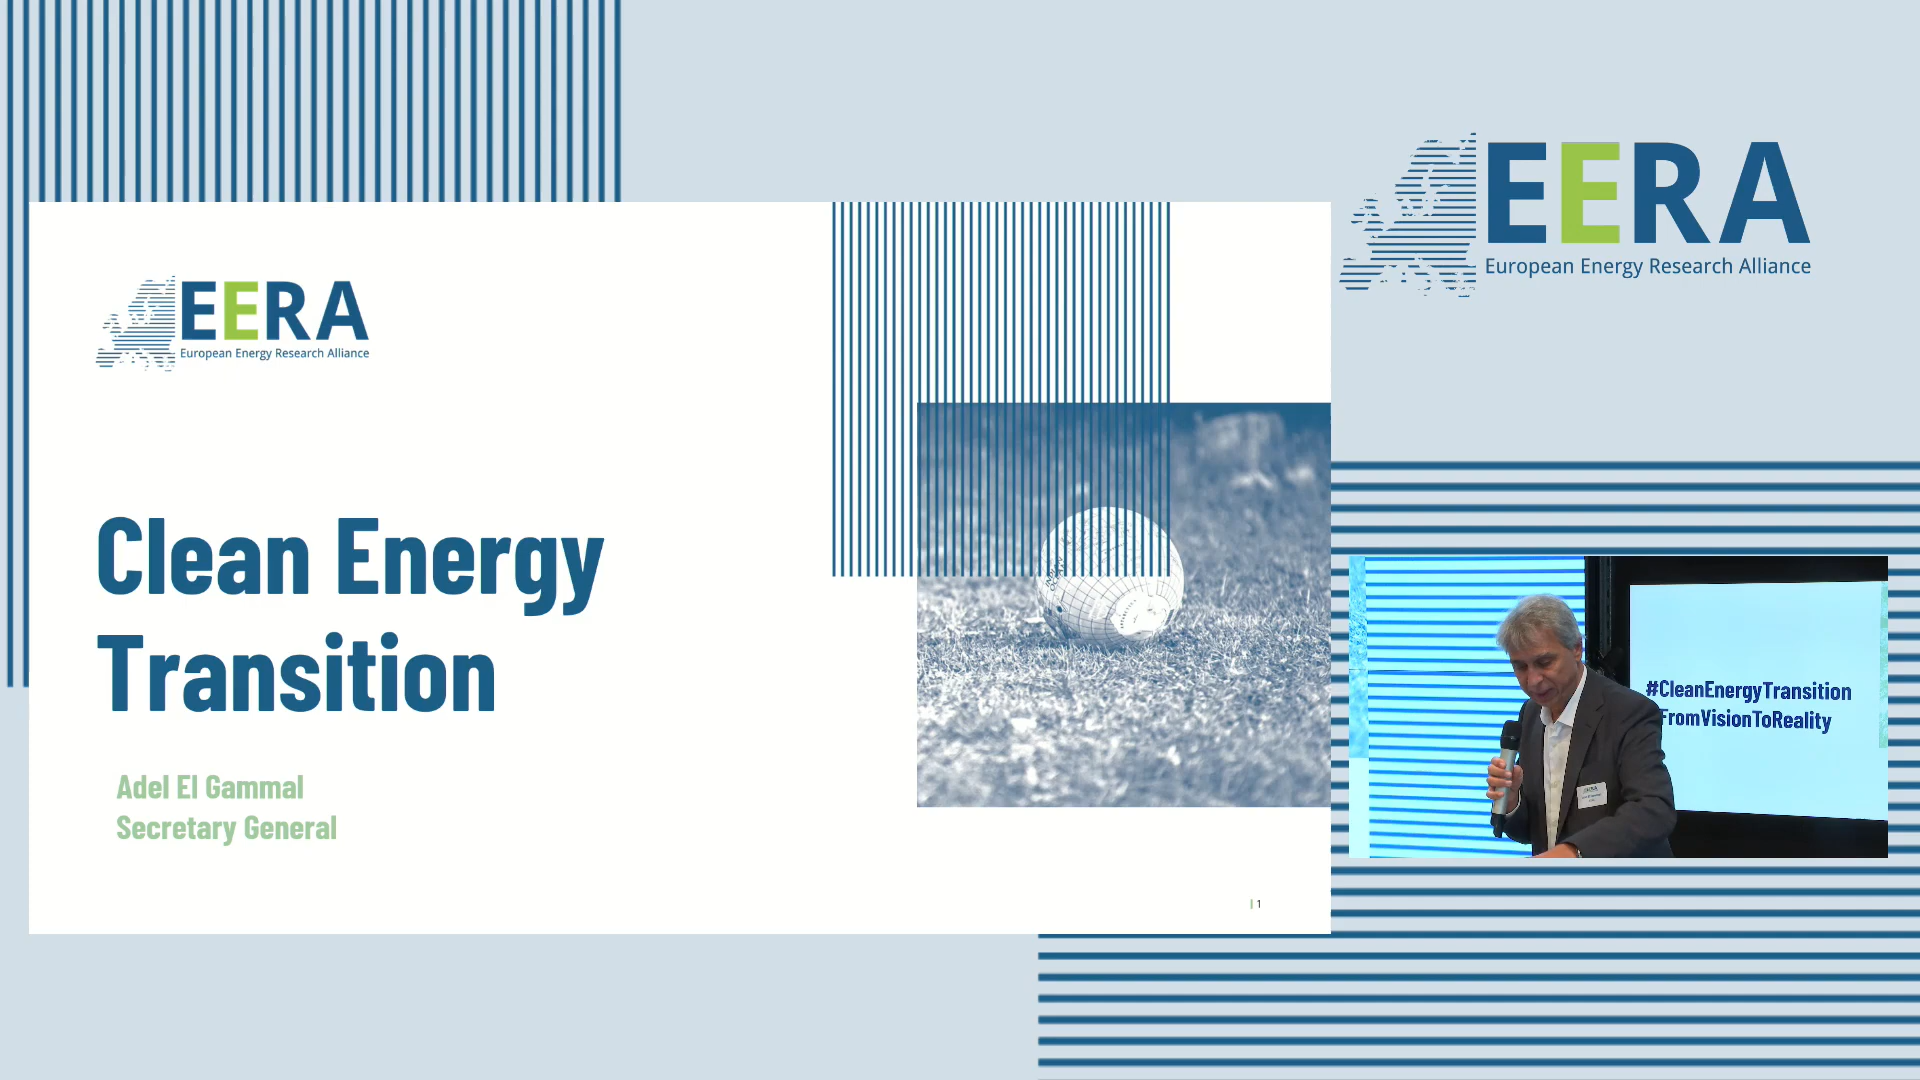 EERA
European Energy Research Alliance
EERA
European Energy Research Alliance
Clean Energy
Transition
Adel El Gammal
Secretary General
1
#CleanEnergyTransition
FromVisionToReality